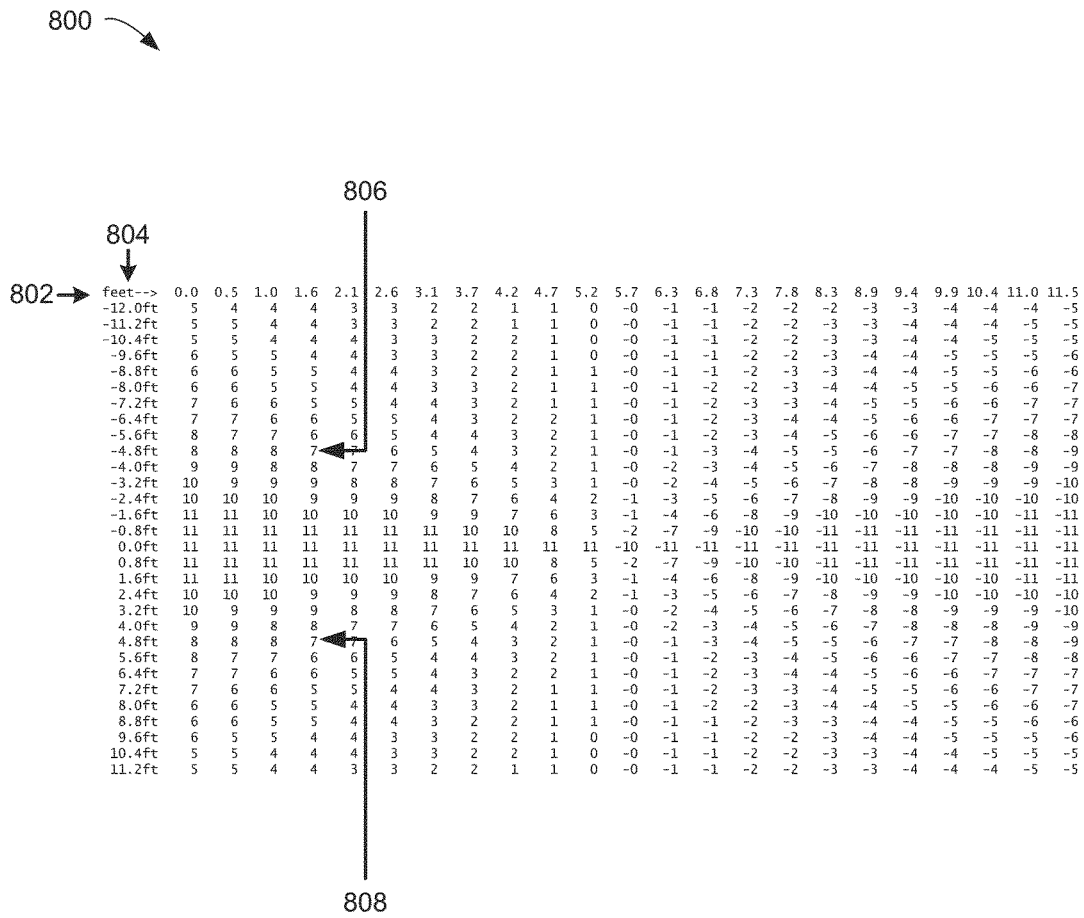 800
806
804
802
feet--> 0.0 0.5 1.0 1.6 2.1 2.6 3.1 3.7 4.2 4.7 5.2 5.7 6.3 6.8 7.3 7.8 8.3 8.9 9.4 9.9 10.4 11.0 11.5
-12.0ft 5 4 4 4 3 3 2 2 1 1 0 -0 -1 -1 -2 -2 -2 -3 -3 -4 -4 -4 -5
-11.2ft 5 5 4 4 3 3 2 2 1 1 0 -0 -1 -1 -2 -2 -3 -3 -4 -4 -4 -5 -5
-10.4ft 5 5 4 4 4 3 3 2 2 1 0 -0 -1 -1 -2 -2 -3 -3 -4 -4 -5 -5 -5
-9.6ft 6 5 5 4 4 3 3 2 2 1 0 -0 -1 -1 -2 -2 -3 -4 -4 -5 -5 -5 -6
-8.8ft 6 6 5 5 4 4 3 2 2 1 1 -0 -1 -1 -2 -3 -3 -4 -4 -5 -5 -6 -6
-8.0ft 6 6 5 5 4 4 3 3 2 1 1 -0 -1 -2 -2 -3 -4 -4 -5 -5 -6 -6 -7
-7.2ft 7 6 6 5 5 4 4 3 2 1 1 -0 -1 -2 -3 -3 -4 -5 -5 -6 -6 -7 -7
-6.4ft 7 7 6 6 5 5 4 3 2 2 1 -0 -1 -2 -3 -4 -4 -5 -6 -6 -7 -7 -7
-5.6ft 8 7 7 6 6 5 4 4 3 2 1 -0 -1 -2 -3 -4 -5 -6 -6 -7 -7 -8 -8
-4.8ft 8 8 8 7 7 6 5 4 3 2 1 -0 -1 -3 -4 -5 -5 -6 -7 -7 -8 -8 -9
-4.0ft 9 9 8 8 7 7 6 5 4 2 1 -0 -2 -3 -4 -5 -6 -7 -8 -8 -8 -9 -9
-3.2ft 10 9 9 9 8 8 7 6 5 3 1 -0 -2 -4 -5 -6 -7 -8 -8 -9 -9 -9 -10
-2.4ft 10 10 10 9 9 9 8 7 6 4 2 -1 -3 -5 -6 -7 -8 -9 -9 -10 -10 -10 -10
-1.6ft 11 11 10 10 10 10 9 9 7 6 3 -1 -4 -6 -8 -9 -10 -10 -10 -10 -10 -11 -11
-0.8ft 11 11 11 11 11 11 11 10 10 8 5 -2 -7 -9 -10 -10 -11 -11 -11 -11 -11 -11 -11
0.0ft 11 11 11 11 11 11 11 11 11 11 11 -10 -11 -11 -11 -11 -11 -11 -11 -11 -11 -11 -11
0.8ft 11 11 11 11 11 11 11 10 10 8 5 -2 -7 -9 -10 -10 -11 -11 -11 -11 -11 -11 -11
1.6ft 11 11 10 10 10 10 9 9 7 6 3 -1 -4 -6 -8 -9 -10 -10 -10 -10 -10 -11 -11
2.4ft 10 10 10 9 9 9 8 7 6 4 2 -1 -3 -5 -6 -7 -8 -9 -9 -10 -10 -10 -10
3.2ft 10 9 9 9 8 8 7 6 5 3 1 -0 -2 -4 -5 -6 -7 -8 -8 -9 -9 -9 -10
4.0ft 9 9 8 8 7 7 6 5 4 2 1 -0 -2 -3 -4 -5 -6 -7 -8 -8 -8 -9 -9
4.8ft 8 8 8 7 7 6 5 4 3 2 1 -0 -1 -3 -4 -5 -5 -6 -7 -7 -8 -8 -9
5.6ft 8 7 7 6 6 5 4 4 3 2 1 -0 -1 -2 -3 -4 -5 -6 -6 -7 -7 -8 -8
6.4ft 7 7 6 6 5 5 4 3 2 2 1 -0 -1 -2 -3 -4 -4 -5 -6 -6 -7 -7 -7
7.2ft 7 6 6 5 5 4 4 3 2 1 1 -0 -1 -2 -3 -3 -4 -5 -5 -6 -6 -7 -7
8.0ft 6 6 5 5 4 4 3 3 2 1 1 -0 -1 -2 -2 -3 -4 -4 -5 -5 -6 -6 -7
8.8ft 6 6 5 5 4 4 3 2 2 1 1 -0 -1 -1 -2 -3 -3 -4 -4 -5 -5 -6 -6
9.6ft 6 5 5 4 4 3 3 2 2 1 0 -0 -1 -1 -2 -2 -3 -4 -4 -5 -5 -5 -6
10.4ft 5 5 4 4 4 3 3 2 2 1 0 -0 -1 -1 -2 -2 -3 -3 -4 -4 -5 -5 -5
11.2ft 5 5 4 4 3 3 2 2 1 1 0 -0 -1 -1 -2 -2 -3 -3 -4 -4 -4 -5 -5
808